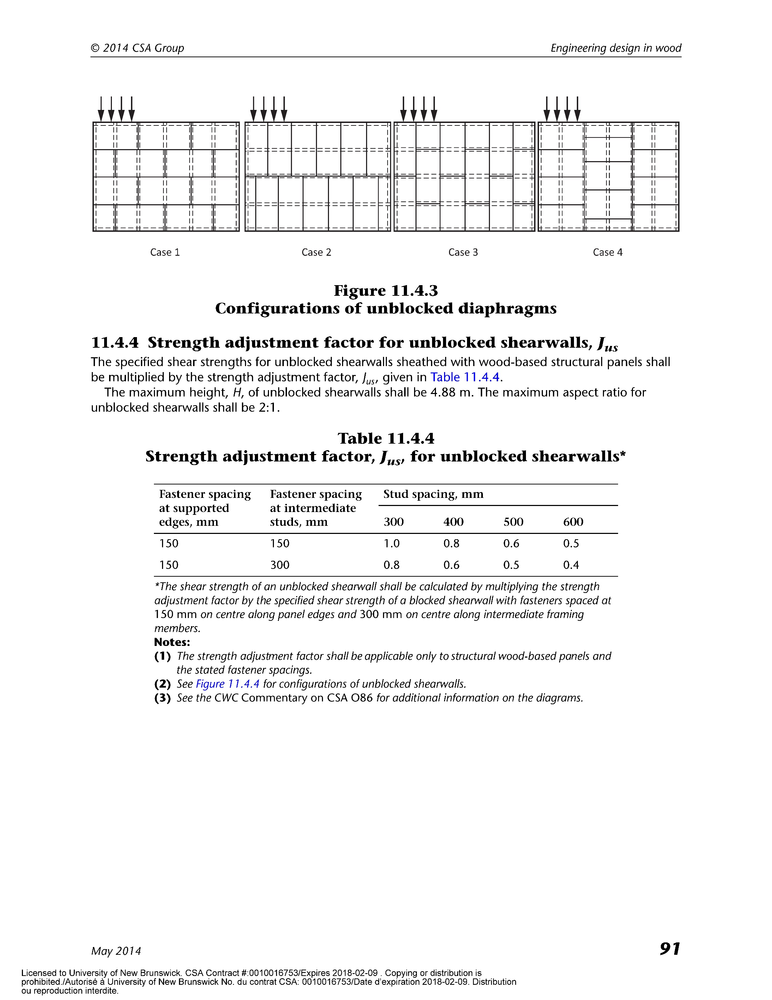 © 2014 CSA Group
Engineering design in wood
Case 1
Case 2
Case 3
Case 4
Figure 11.4.3
Configurations of unblocked diaphragms
11.4.4 Strength adjustment factor for unblocked shearwalls, Jus
The specified shear strengths for unblocked shearwalls sheathed with wood-based structural panels shall
be multiplied by the strength adjustment factor, Jus, given in Table 11.4.4.
The maximum height, H, of unblocked shearwalls shall be 4.88 m. The maximum aspect ratio for
unblocked shearwalls shall be 2:1.
Table 11.4.4
Strength adjustment factor, Jus, for unblocked shearwalls*
Fastener spacing
at supported
edges, mm
Fastener spacing
at intermediate
studs, mm
Stud spacing, mm
300 400 500 600
150 150 1.0 0.8 0.6 0.5
150 300 0.8 0.6 0.5 0.4
*The shear strength of an unblocked shearwall shall be calculated by multiplying the strength
adjustment factor by the specified shear strength of a blocked shearwall with fasteners spaced at
150 mm on centre along panel edges and 300 mm on centre along intermediate framing
members.
Notes:
(1) The strength adjustment factor shall be applicable only to structural wood-based panels and
the stated fastener spacings.
(2) See Figure 11.4.4 for configurations of unblocked shearwalls.
(3) See the CWC Commentary on CSA O86 for additional information on the diagrams.
May 2014
91
Licensed to University of New Brunswick. CSA Contract #:0010016753/Expires 2018-02-09 . Copying or distribution is
prohibited./Autorisé à University of New Brunswick No. du contrat CSA: 0010016753/Date d'expiration 2018-02-09. Distribution
ou reproduction interdite.